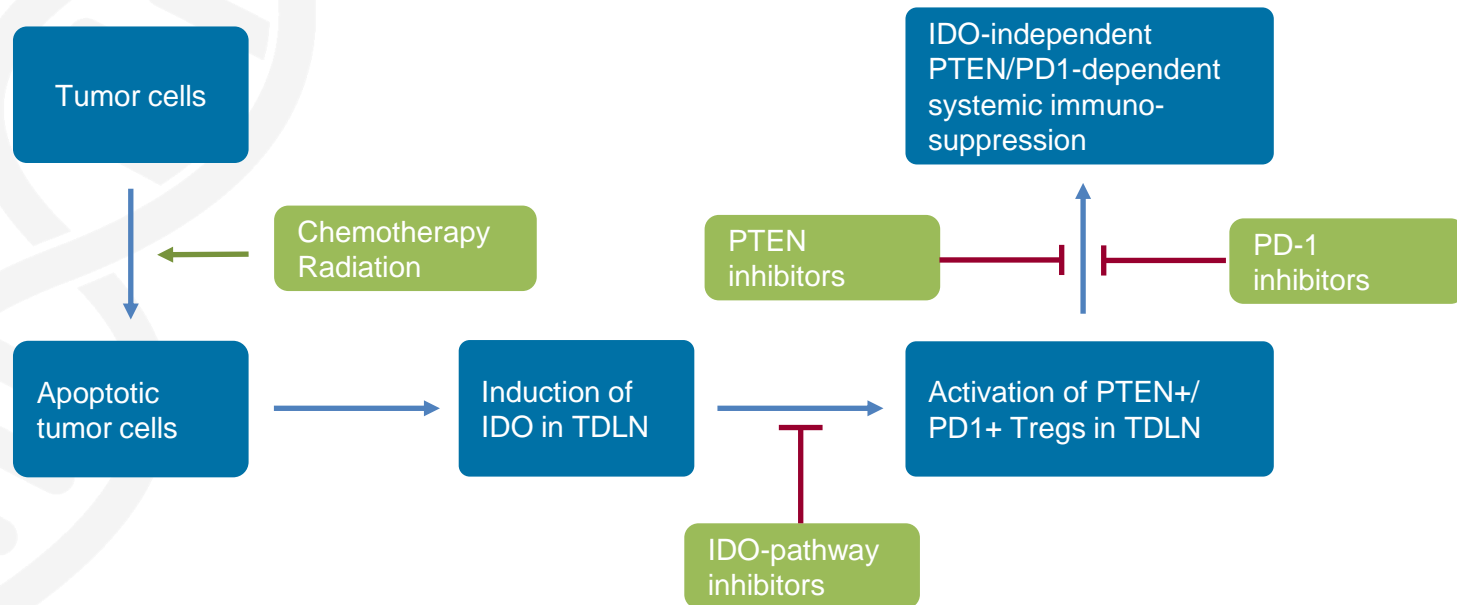 Tumor cells
IDO-independent
PTEN/PD1-dependent
systemic immuno-
suppression
Chemotherapy
Radiation
PTEN
inhibitors
PD-1
inhibitors
Apoptotic
tumor cells
Induction of
IDO in TDLN
Activation of PTEN+/
PD1+ Tregs in TDLN
IDO-pathway
inhibitors